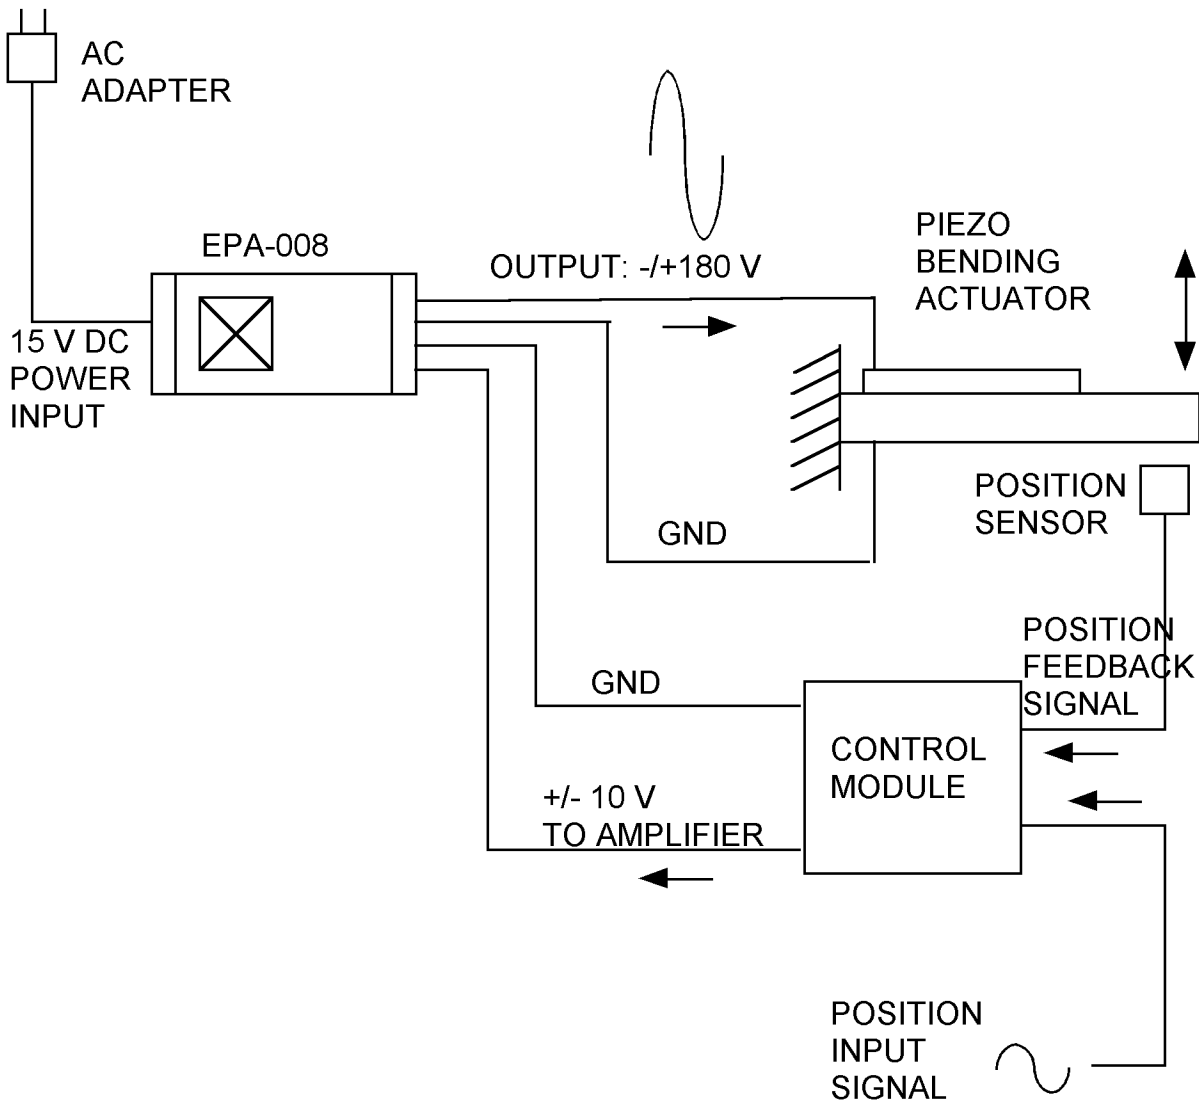 AC
ADAPTER
EPA-008
OUTPUT: -/+180 V
PIEZO
BENDING
ACTUATOR
15 V DC
POWER
INPUT
POSITION
SENSOR
GND
POSITION
FEEDBACK
SIGNAL
GND
CONTROL
MODULE
+/- 10 V
TO AMPLIFIER
POSITION
INPUT
SIGNAL